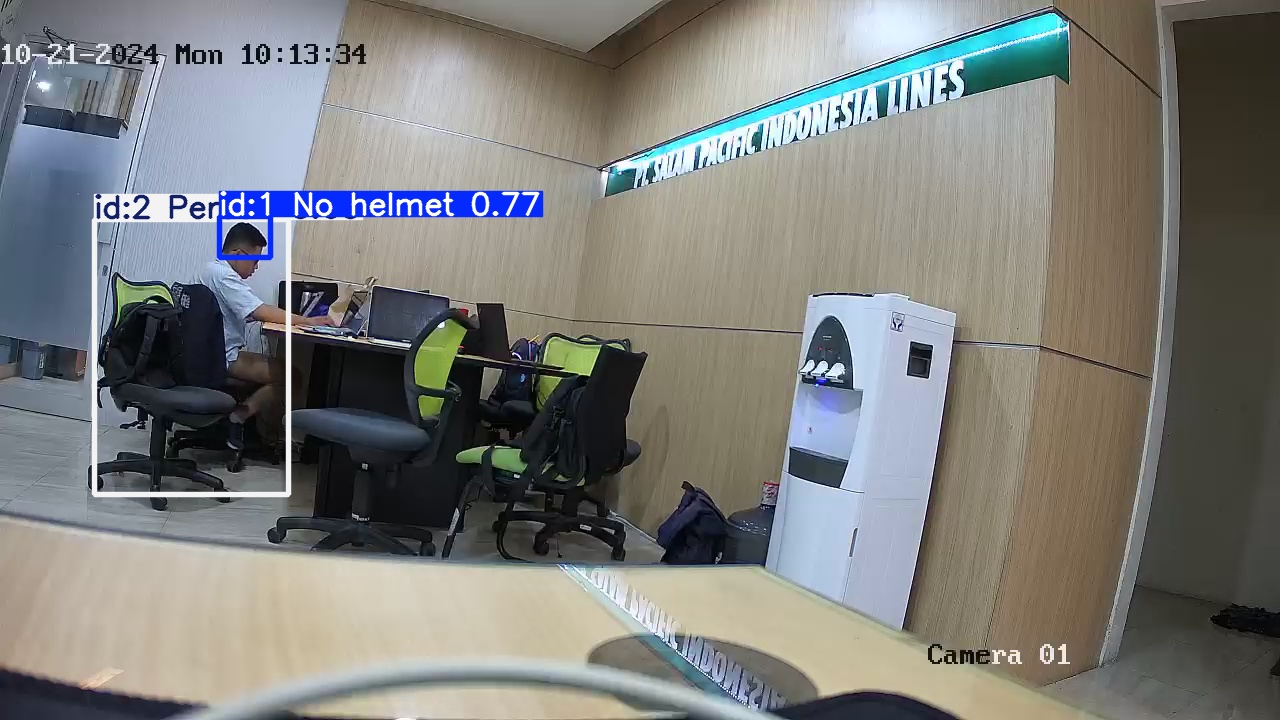 10-21-2024 Mon 10:13:34
PT. SALAM PACIFIC INDONESIA LINES
id:2 Per
id:1 No_helmet 0.77
Camera 01